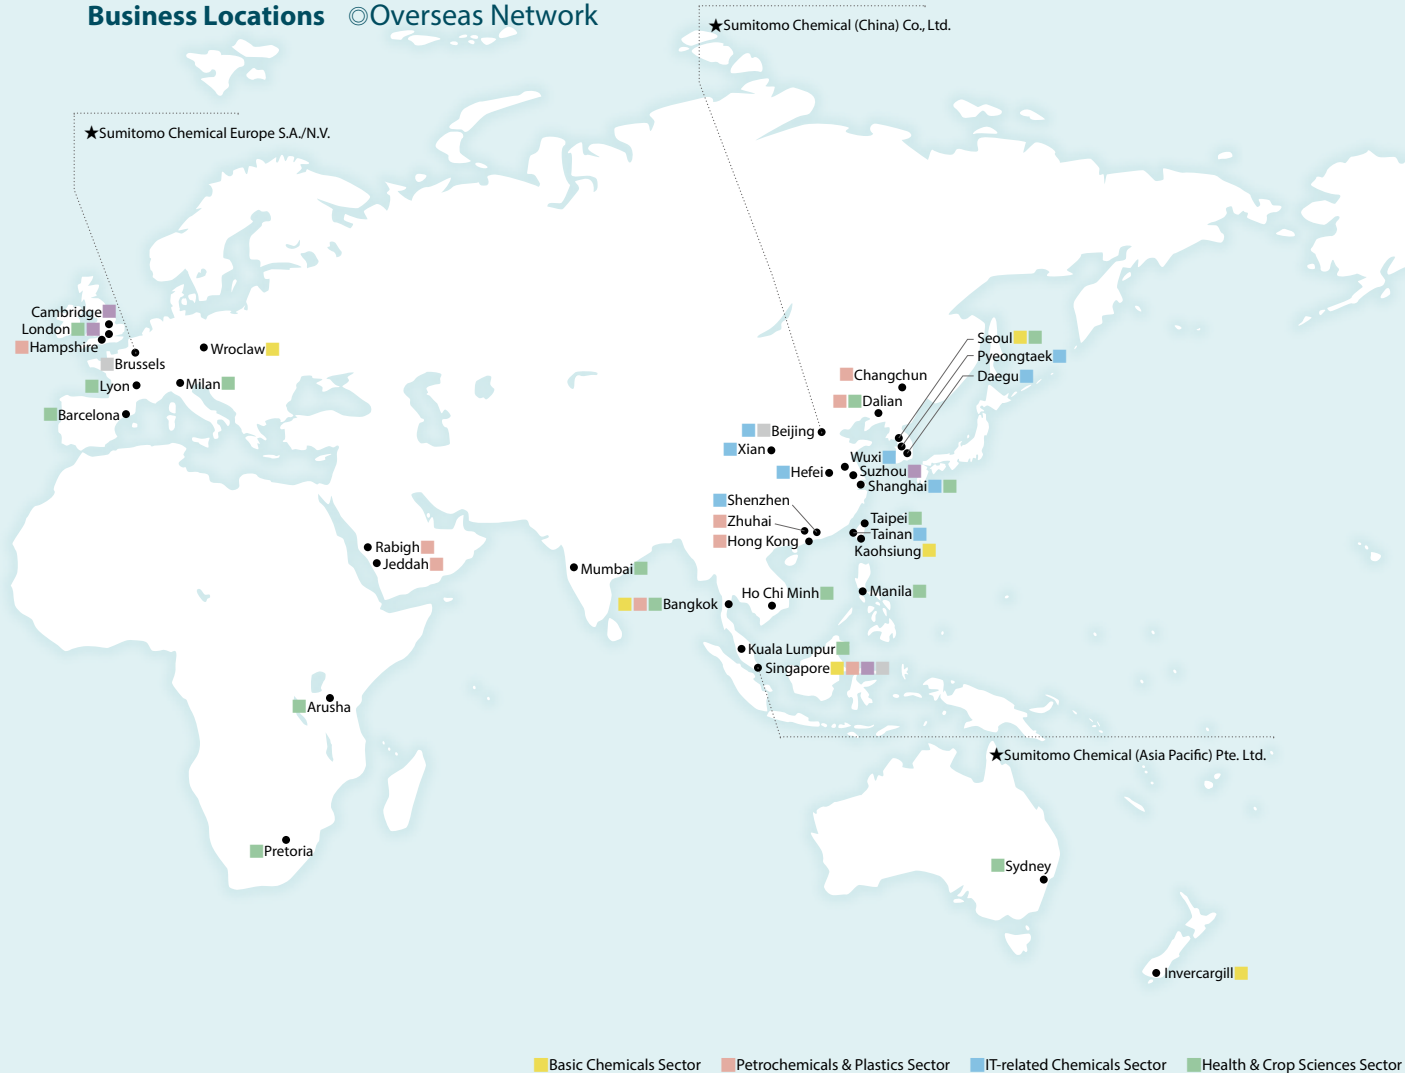 Business Locations ◎Overseas Network
★Sumitomo Chemical (China) Co., Ltd.
★Sumitomo Chemical Europe S.A./N.V.
Cambridge
London
Hampshire
Brussels
Wroclaw
Lyon
Milan
Barcelona
Seoul
Pyeongtaek
Daegu
Changchun
Dalian
Beijing
Xian
Wuxi
Hefei
Suzhou
Shanghai
Shenzhen
Zhuhai
Hong Kong
Taipei
Tainan
Kaohsiung
Rabigh
Jeddah
Mumbai
Ho Chi Minh
Manila
Bangkok
Kuala Lumpur
Singapore
Arusha
★Sumitomo Chemical (Asia Pacific) Pte. Ltd.
Pretoria
Sydney
Invercargill
Basic Chemicals Sector Petrochemicals & Plastics Sector IT-related Chemicals Sector Health & Crop Sciences Sector